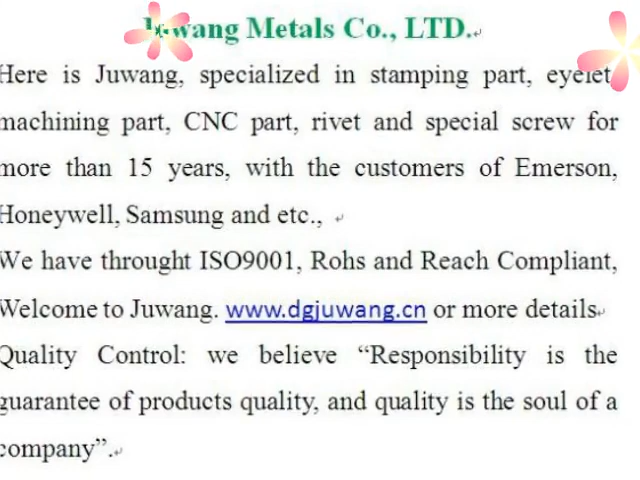 Juwang Metals Co., LTD.
Here is Juwang, specialized in stamping part, eyelet,
machining part, CNC part, rivet and special screw for
more than 15 years, with the customers of Emerson,
Honeywell, Samsung and etc.,
We have throught ISO9001, Rohs and Reach Compliant,
Welcome to Juwang. www.dgjuwang.cn or more details
Quality Control: we believe “Responsibility is the
guarantee of products quality, and quality is the soul of a
company”.